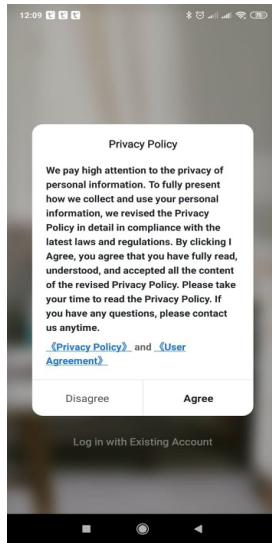 12:09
Privacy Policy
We pay high attention to the privacy of
personal information. To fully present
how we collect and use your personal
information, we revised the Privacy
Policy in detail in compliance with the
latest laws and regulations. By clicking I
Agree, you agree that you have fully read,
understood, and accepted all the content
of the revised Privacy Policy. Please take
your time to read the Privacy Policy. If
you have any questions, please contact
us anytime.
《Privacy Policy》 and 《User
Agreement》
Disagree Agree
Log in with Existing Account